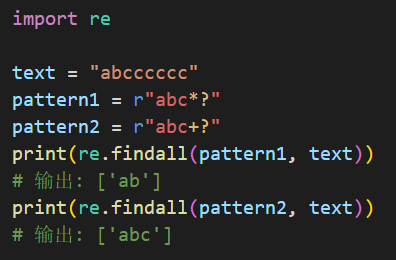 import re

text = "abcccccc"
pattern1 = r"abc*?"
pattern2 = r"abc+?"
print(re.findall(pattern1, text))
# 输出: ['ab']
print(re.findall(pattern2, text))
# 输出: ['abc']